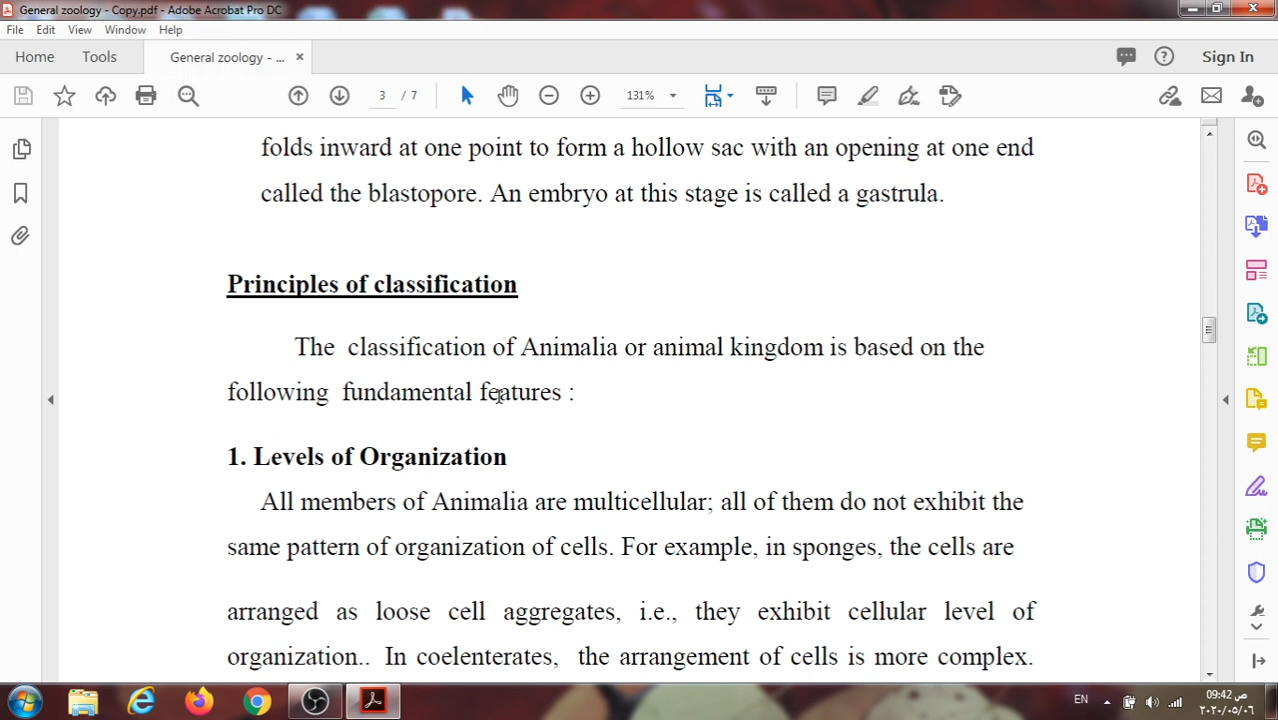 General zoology - Copy.pdf - Adobe Acrobat Pro DC
File Edit View Window Help
Home Tools General zoology - ... × Sign In
3 / 7 131%
folds inward at one point to form a hollow sac with an opening at one end
called the blastopore. An embryo at this stage is called a gastrula.
Principles of classification
The classification of Animalia or animal kingdom is based on the
following fundamental features :
1. Levels of Organization
All members of Animalia are multicellular; all of them do not exhibit the
same pattern of organization of cells. For example, in sponges, the cells are
arranged as loose cell aggregates, i.e., they exhibit cellular level of
organization.. In coelenterates, the arrangement of cells is more complex.
EN
09:42 ص
٢٠٢٠/٠٥/٠٦